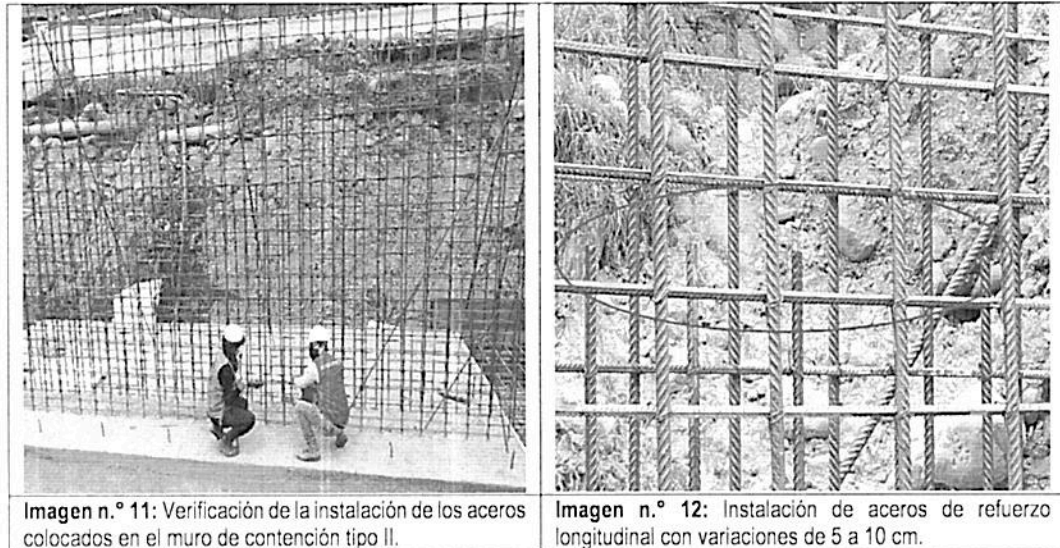 Imagen n.° 11: Verificación de la instalación de los aceros
colocados en el muro de contención tipo II.
Imagen n.° 12: Instalación de aceros de refuerzo
longitudinal con variaciones de 5 a 10 cm.